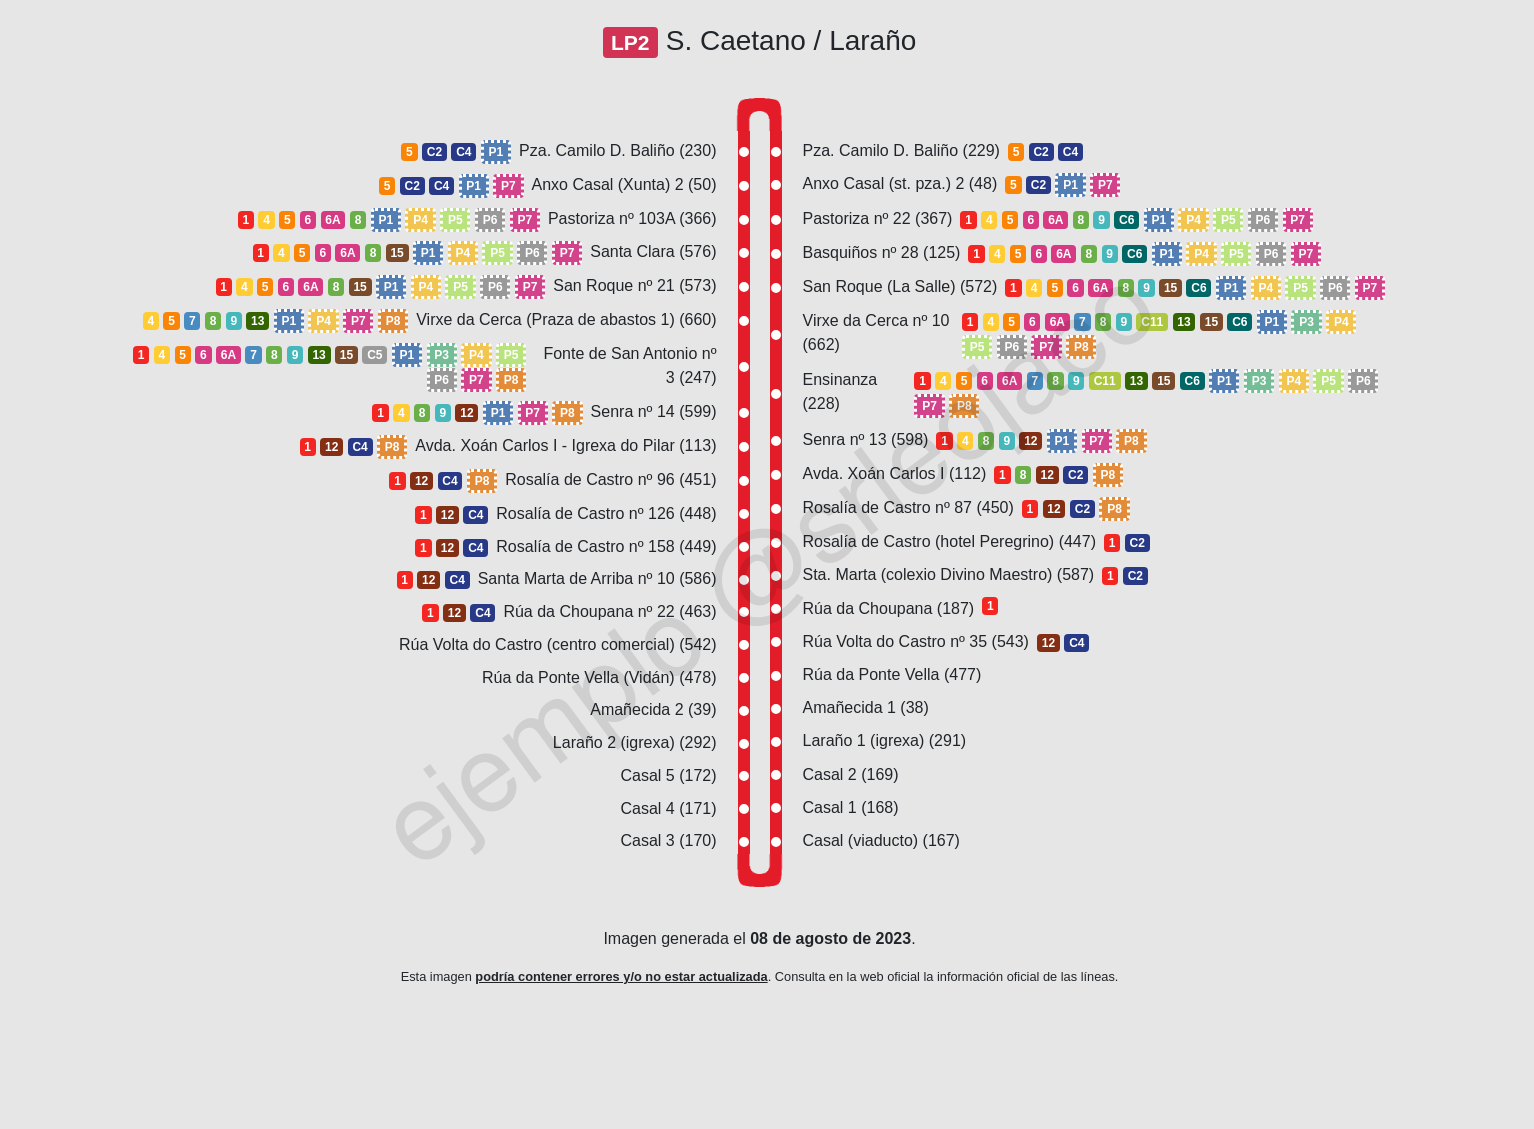 LP2 S. Caetano / Laraño
5 C2 C4 P1 Pza. Camilo D. Baliño (230)
5 C2 C4 P1 P7 Anxo Casal (Xunta) 2 (50)
1 4 5 6 6A 8 P1 P4 P5 P6 P7 Pastoriza nº 103A (366)
1 4 5 6 6A 8 15 P1 P4 P5 P6 P7 Santa Clara (576)
1 4 5 6 6A 8 15 P1 P4 P5 P6 P7 San Roque nº 21 (573)
4 5 7 8 9 13 P1 P4 P7 P8 Virxe da Cerca (Praza de abastos 1) (660)
1 4 5 6 6A 7 8 9 13 15 C5 P1 P3 P4 P5 Fonte de San Antonio nº
P6 P7 P8 3 (247)
1 4 8 9 12 P1 P7 P8 Senra nº 14 (599)
1 12 C4 P8 Avda. Xoán Carlos I - Igrexa do Pilar (113)
1 12 C4 P8 Rosalía de Castro nº 96 (451)
1 12 C4 Rosalía de Castro nº 126 (448)
1 12 C4 Rosalía de Castro nº 158 (449)
1 12 C4 Santa Marta de Arriba nº 10 (586)
1 12 C4 Rúa da Choupana nº 22 (463)
Rúa Volta do Castro (centro comercial) (542)
Rúa da Ponte Vella (Vidán) (478)
Amañecida 2 (39)
Laraño 2 (igrexa) (292)
Casal 5 (172)
Casal 4 (171)
Casal 3 (170)
Pza. Camilo D. Baliño (229) 5 C2 C4
Anxo Casal (st. pza.) 2 (48) 5 C2 P1 P7
Pastoriza nº 22 (367) 1 4 5 6 6A 8 9 C6 P1 P4 P5 P6 P7
Basquiños nº 28 (125) 1 4 5 6 6A 8 9 C6 P1 P4 P5 P6 P7
San Roque (La Salle) (572) 1 4 5 6 6A 8 9 15 C6 P1 P4 P5 P6 P7
Virxe da Cerca nº 10 1 4 5 6 6A 7 8 9 C11 13 15 C6 P1 P3 P4
(662) P5 P6 P7 P8
Ensinanza 1 4 5 6 6A 7 8 9 C11 13 15 C6 P1 P3 P4 P5 P6
(228) P7 P8
Senra nº 13 (598) 1 4 8 9 12 P1 P7 P8
Avda. Xoán Carlos I (112) 1 8 12 C2 P8
Rosalía de Castro nº 87 (450) 1 12 C2 P8
Rosalía de Castro (hotel Peregrino) (447) 1 C2
Sta. Marta (colexio Divino Maestro) (587) 1 C2
Rúa da Choupana (187) 1
Rúa Volta do Castro nº 35 (543) 12 C4
Rúa da Ponte Vella (477)
Amañecida 1 (38)
Laraño 1 (igrexa) (291)
Casal 2 (169)
Casal 1 (168)
Casal (viaducto) (167)
ejemplo @srleojaco
Imagen generada el 08 de agosto de 2023.
Esta imagen podría contener errores y/o no estar actualizada. Consulta en la web oficial la información oficial de las líneas.